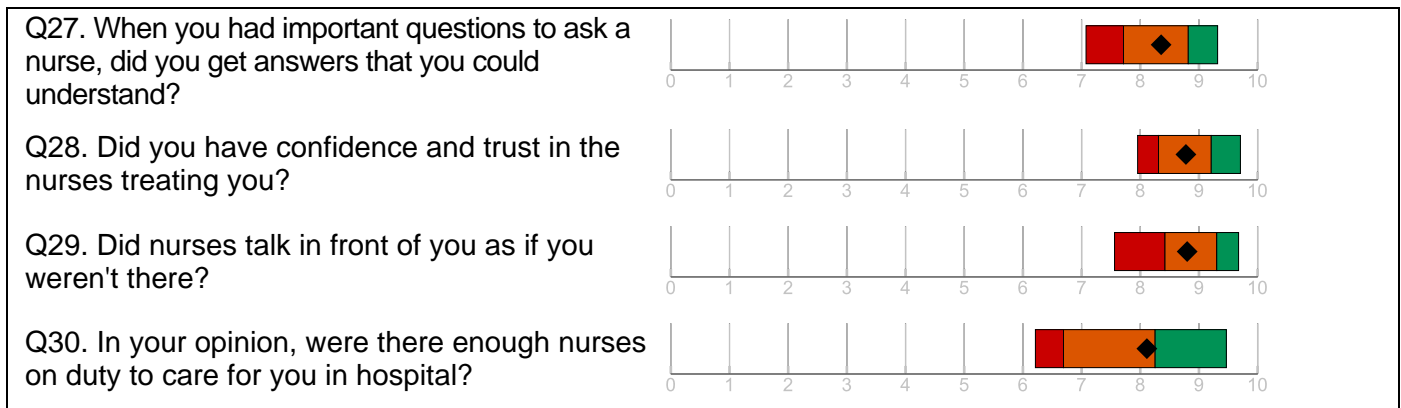 Q27. When you had important questions to ask a
nurse, did you get answers that you could
understand?
0 1 2 3 4 5 6 7 8 9 10
Q28. Did you have confidence and trust in the
nurses treating you?
0 1 2 3 4 5 6 7 8 9 10
Q29. Did nurses talk in front of you as if you
weren't there?
0 1 2 3 4 5 6 7 8 9 10
Q30. In your opinion, were there enough nurses
on duty to care for you in hospital?
0 1 2 3 4 5 6 7 8 9 10